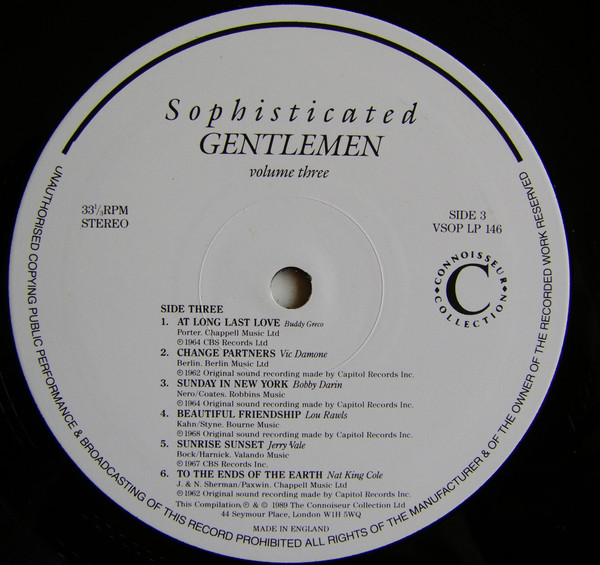 Sophisticated
GENTLEMEN
volume three
33⅓RPM
STEREO
SIDE 3
VSOP LP 146
CONNOISSEUR
C
COLLECTION
SIDE THREE
1. AT LONG LAST LOVE Buddy Greco
Porter. Chappell Music Ltd
℗1964 CBS Records Ltd
2. CHANGE PARTNERS Vic Damone
Berlin. Berlin Music Ltd
℗1962 Original sound recording made by Capitol Records Inc.
3. SUNDAY IN NEW YORK Bobby Darin
Nero/Coates. Robbins Music
℗1964 Original sound recording made by Capitol Records Inc.
4. BEAUTIFUL FRIENDSHIP Lou Rawls
Kahn/Styne. Bourne Music
℗1968 Original sound recording made by Capitol Records Inc.
5. SUNRISE SUNSET Jerry Vale
Bock/Harnick. Valando Music
℗1967 CBS Records Inc.
6. TO THE ENDS OF THE EARTH Nat King Cole
J. & N. Sherman/Paxwin. Chappell Music Ltd
℗1962 Original sound recording made by Capitol Records Inc.
This Compilation ℗ & © 1989 The Connoiseur Collection Ltd
44 Seymour Place, London W1H 5WQ
MADE IN ENGLAND
UNAUTHORISED COPYING PUBLIC PERFORMANCE & BROADCASTING OF THIS RECORD PROHIBITED ALL RIGHTS OF THE MANUFACTURER & OF THE OWNER OF THE RECORDED WORK RESERVED